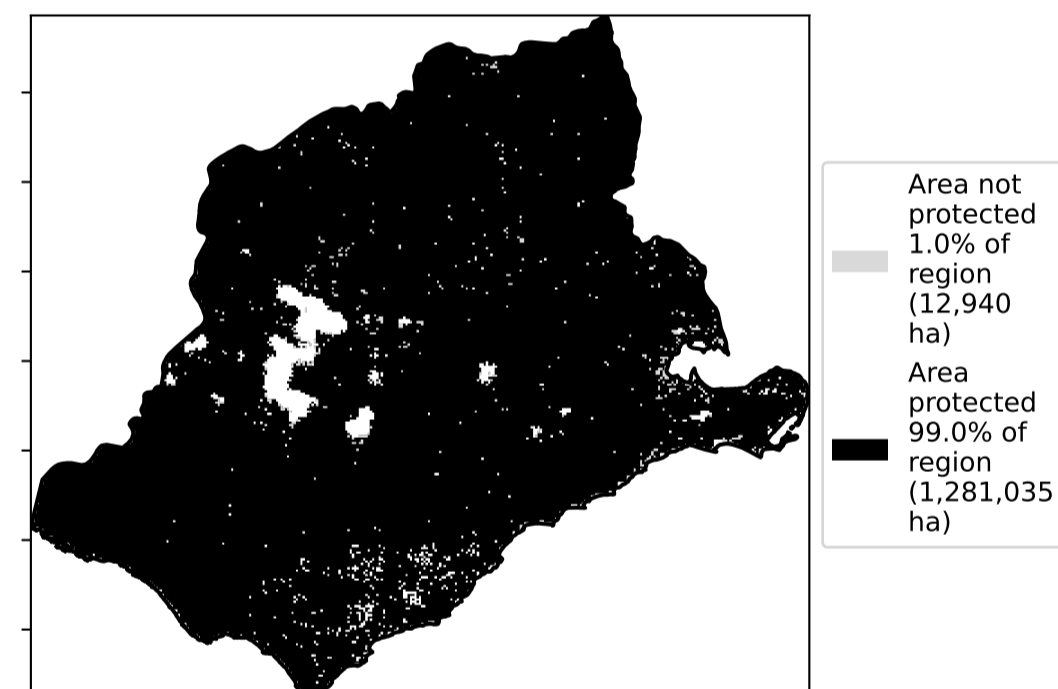 Area not
protected
1.0% of
region
(12,940
ha)
Area
protected
99.0% of
region
(1,281,035
ha)